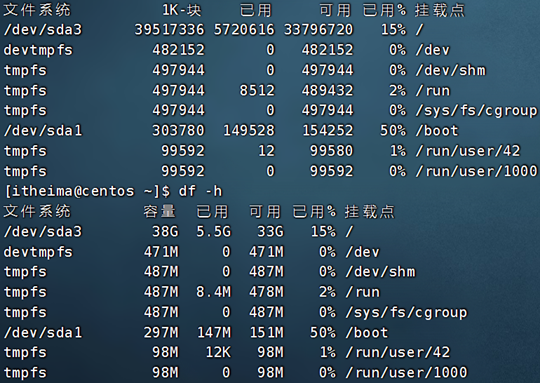 文件系统 1K-块 已用 可用 已用% 挂载点
/dev/sda3 39517336 5720616 33796720 15% /
devtmpfs 482152 0 482152 0% /dev
tmpfs 497944 0 497944 0% /dev/shm
tmpfs 497944 8512 489432 2% /run
tmpfs 497944 0 497944 0% /sys/fs/cgroup
/dev/sda1 303780 149528 154252 50% /boot
tmpfs 99592 12 99580 1% /run/user/42
tmpfs 99592 0 99592 0% /run/user/1000
[itheima@centos ~]$ df -h
文件系统 容量 已用 可用 已用% 挂载点
/dev/sda3 38G 5.5G 33G 15% /
devtmpfs 471M 0 471M 0% /dev
tmpfs 487M 0 487M 0% /dev/shm
tmpfs 487M 8.4M 478M 2% /run
tmpfs 487M 0 487M 0% /sys/fs/cgroup
/dev/sda1 297M 147M 151M 50% /boot
tmpfs 98M 12K 98M 1% /run/user/42
tmpfs 98M 0 98M 0% /run/user/1000